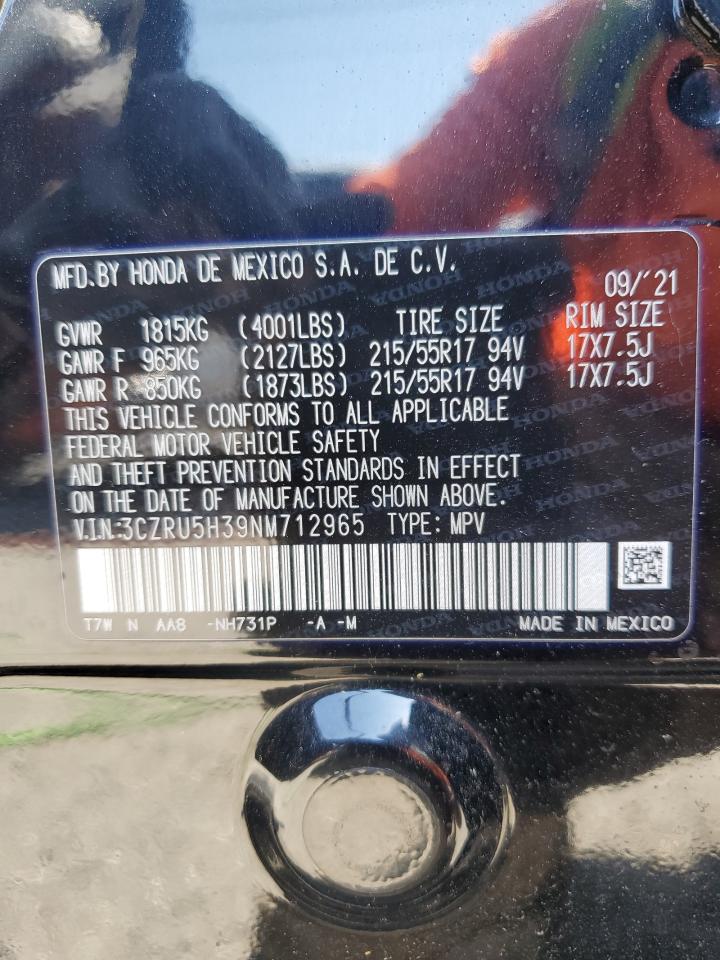 MFD. BY HONDA DE MEXICO S.A. DE C.V. 09/'21
GVWR 1815KG (4001LBS) TIRE SIZE RIM SIZE
GAWR F 965KG (2127LBS) 215/55R17 94V 17X7.5J
GAWR R 850KG (1873LBS) 215/55R17 94V 17X7.5J
THIS VEHICLE CONFORMS TO ALL APPLICABLE
FEDERAL MOTOR VEHICLE SAFETY
AND THEFT PREVENTION STANDARDS IN EFFECT
ON THE DATE OF MANUFACTURE SHOWN ABOVE.
V.I.N: 3CZRU5H39NM712965 TYPE: MPV
T7W N AA8 -NH731P -A -M MADE IN MEXICO